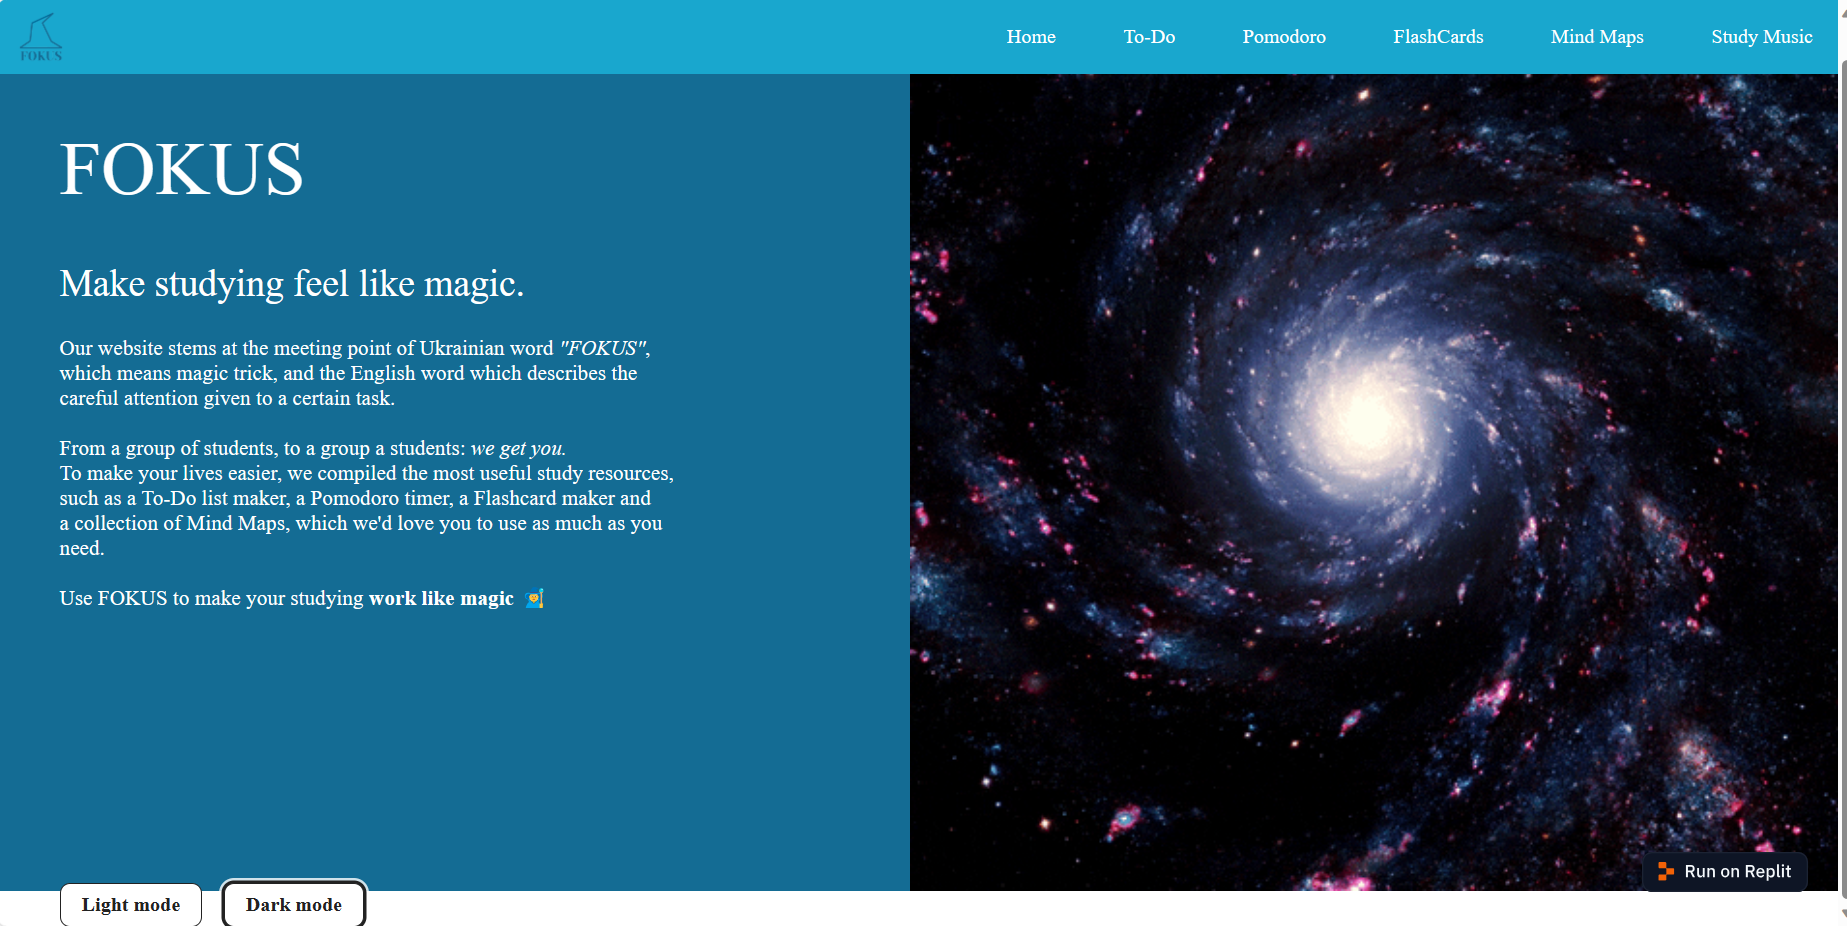 FOKUS
Home
To-Do
Pomodoro
FlashCards
Mind Maps
Study Music
FOKUS
Make studying feel like magic.
Our website stems at the meeting point of Ukrainian word "FOKUS",
which means magic trick, and the English word which describes the
careful attention given to a certain task.
From a group of students, to a group a students: we get you.
To make your lives easier, we compiled the most useful study resources,
such as a To-Do list maker, a Pomodoro timer, a Flashcard maker and
a collection of Mind Maps, which we'd love you to use as much as you
need.
Use FOKUS to make your studying work like magic
Run on Replit
Light mode
Dark mode